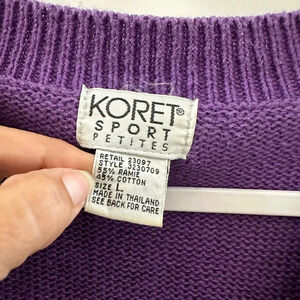 KORET®
SPORT
PETITES
RETAIL 23097
STYLE 3230709
55% RAMIE
45% COTTON
SIZE L
MADE IN THAILAND
SEE BACK FOR CARE